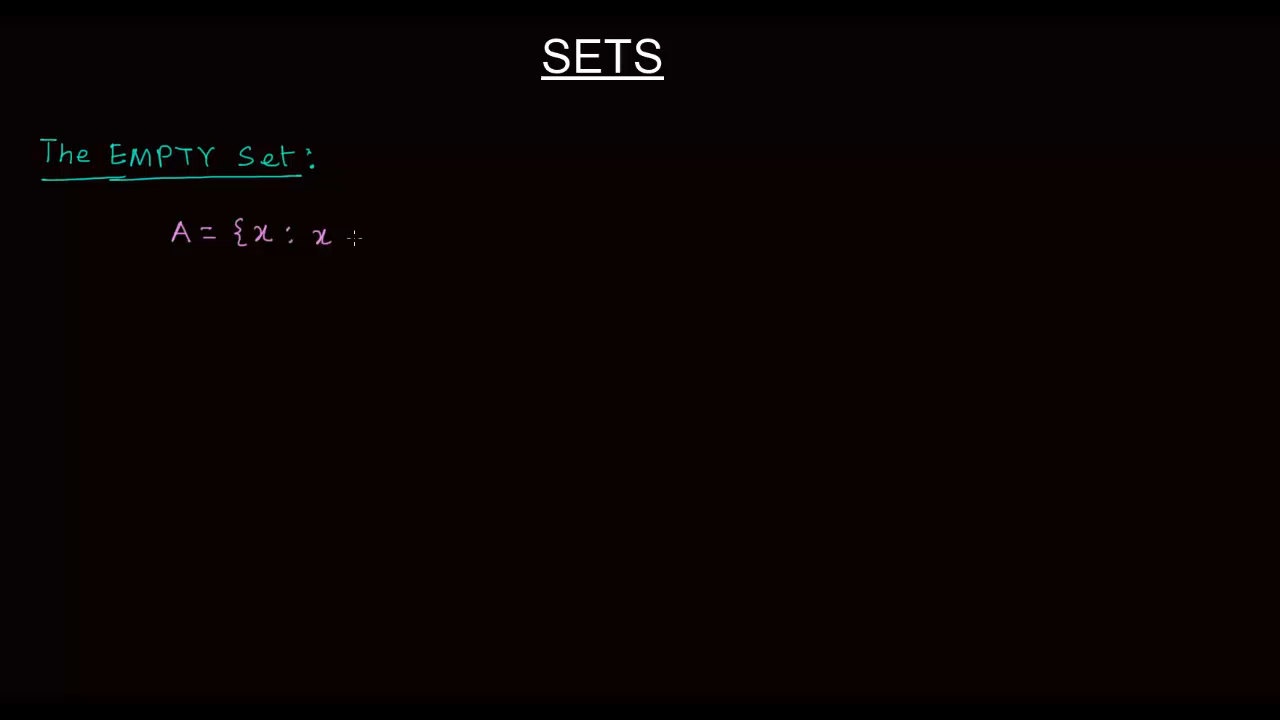 SETS
The EMPTY Set:
A = {x : x